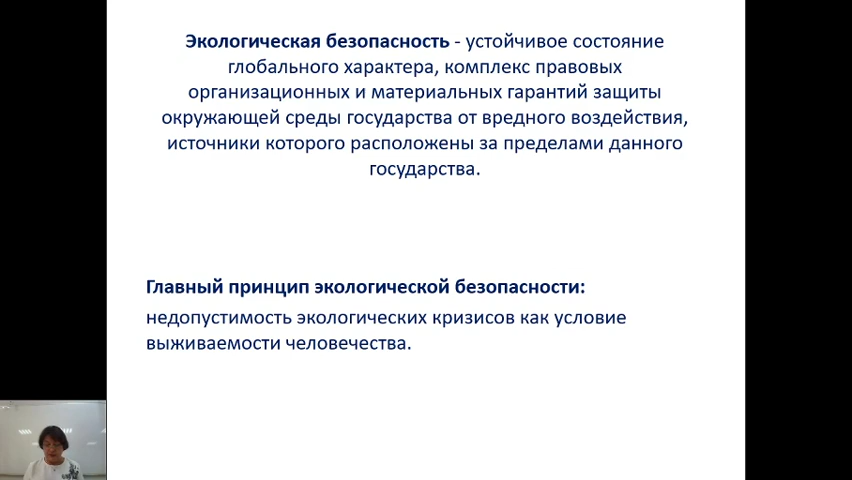 Экологическая безопасность - устойчивое состояние
глобального характера, комплекс правовых
организационных и материальных гарантий защиты
окружающей среды государства от вредного воздействия,
источники которого расположены за пределами данного
государства.
Главный принцип экологической безопасности:
недопустимость экологических кризисов как условие
выживаемости человечества.